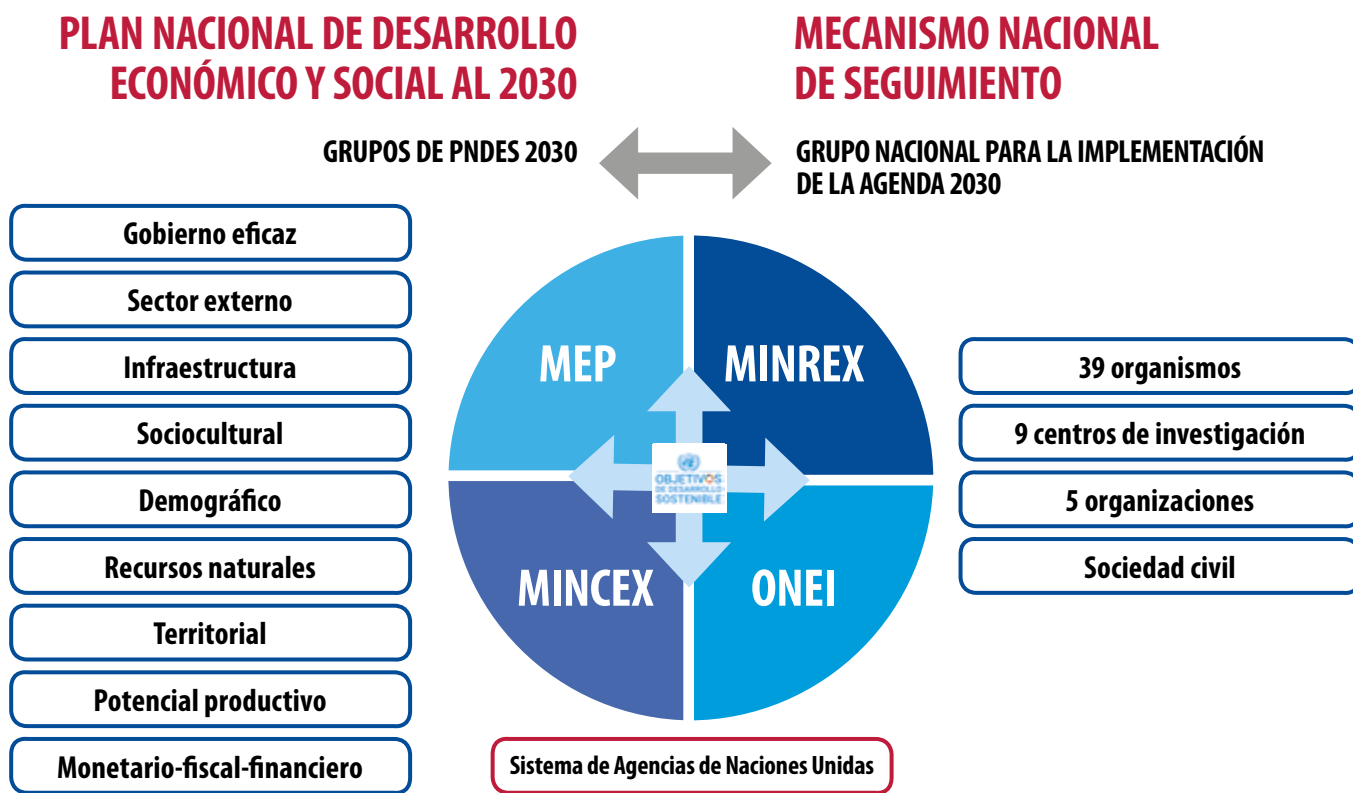 PLAN NACIONAL DE DESARROLLO
ECONÓMICO Y SOCIAL AL 2030
MECANISMO NACIONAL
DE SEGUIMIENTO
GRUPOS DE PNDES 2030
GRUPO NACIONAL PARA LA IMPLEMENTACIÓN
DE LA AGENDA 2030
Gobierno eficaz
Sector externo
Infraestructura
Sociocultural
Demográfico
Recursos naturales
Territorial
Potencial productivo
Monetario-fiscal-financiero
MEP
MINREX
OBJETIVOS
DE DESARROLLO
SOSTENIBLE
MINCEX
ONEI
39 organismos
9 centros de investigación
5 organizaciones
Sociedad civil
Sistema de Agencias de Naciones Unidas